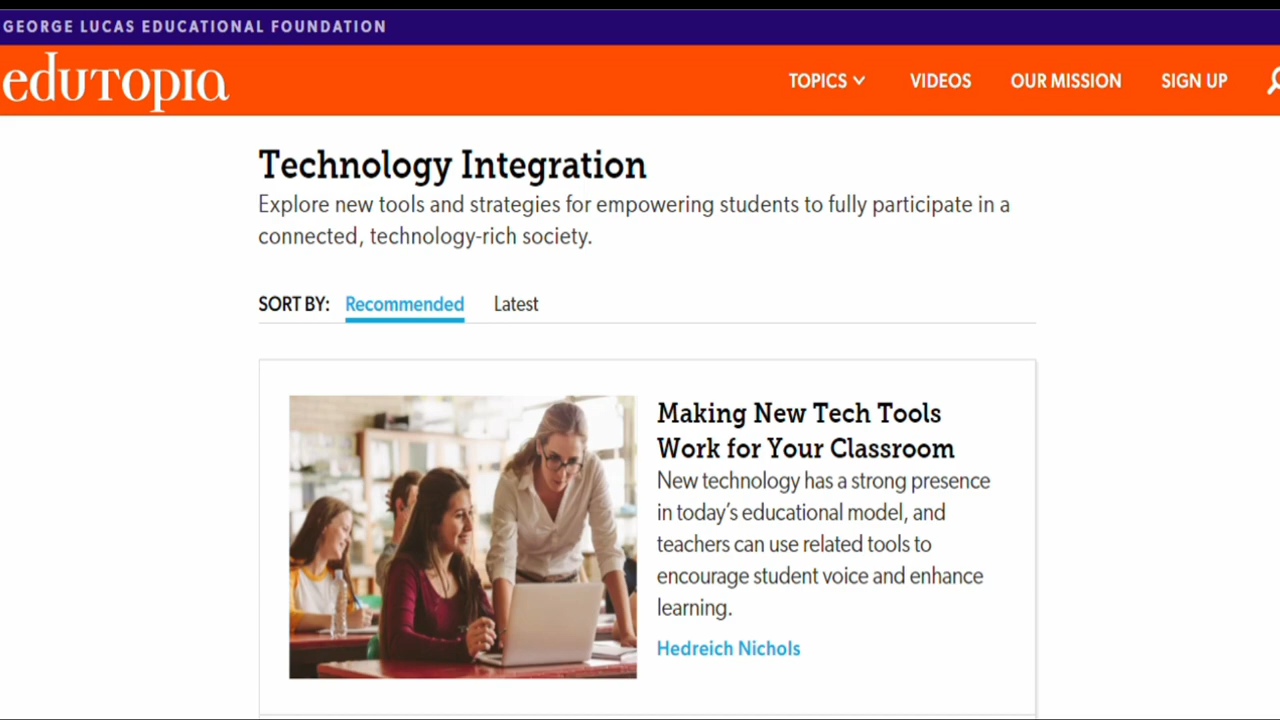 GEORGE LUCAS EDUCATIONAL FOUNDATION
edutopia
TOPICS
VIDEOS
OUR MISSION
SIGN UP
Technology Integration
Explore new tools and strategies for empowering students to fully participate in a
connected, technology-rich society.
SORT BY: Recommended Latest
Making New Tech Tools
Work for Your Classroom
New technology has a strong presence
in today's educational model, and
teachers can use related tools to
encourage student voice and enhance
learning.
Hedreich Nichols